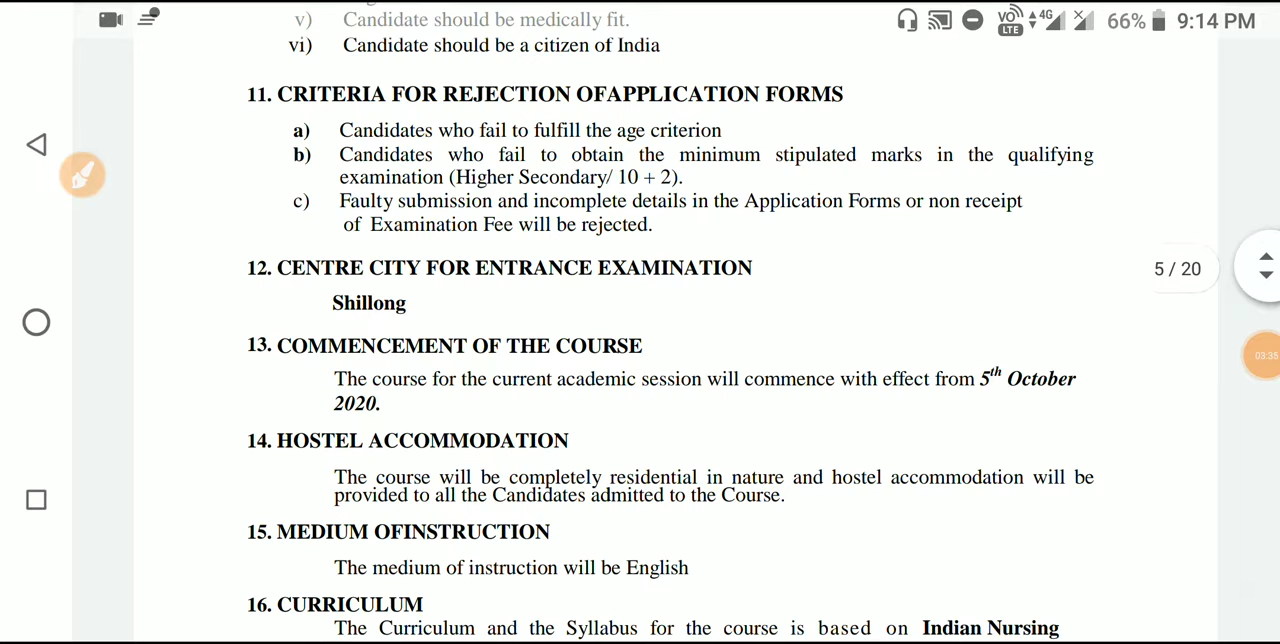 v) Candidate should be medically fit.
VO LTE 4G 66% 9:14 PM
vi) Candidate should be a citizen of India
11. CRITERIA FOR REJECTION OFAPPLICATION FORMS
a) Candidates who fail to fulfill the age criterion
b) Candidates who fail to obtain the minimum stipulated marks in the qualifying
examination (Higher Secondary/ 10 + 2).
c) Faulty submission and incomplete details in the Application Forms or non receipt
of Examination Fee will be rejected.
12. CENTRE CITY FOR ENTRANCE EXAMINATION
5 / 20
Shillong
13. COMMENCEMENT OF THE COURSE
03:35
The course for the current academic session will commence with effect from 5th October
2020.
14. HOSTEL ACCOMMODATION
The course will be completely residential in nature and hostel accommodation will be
provided to all the Candidates admitted to the Course.
15. MEDIUM OFINSTRUCTION
The medium of instruction will be English
16. CURRICULUM
The Curriculum and the Syllabus for the course is based on Indian Nursing